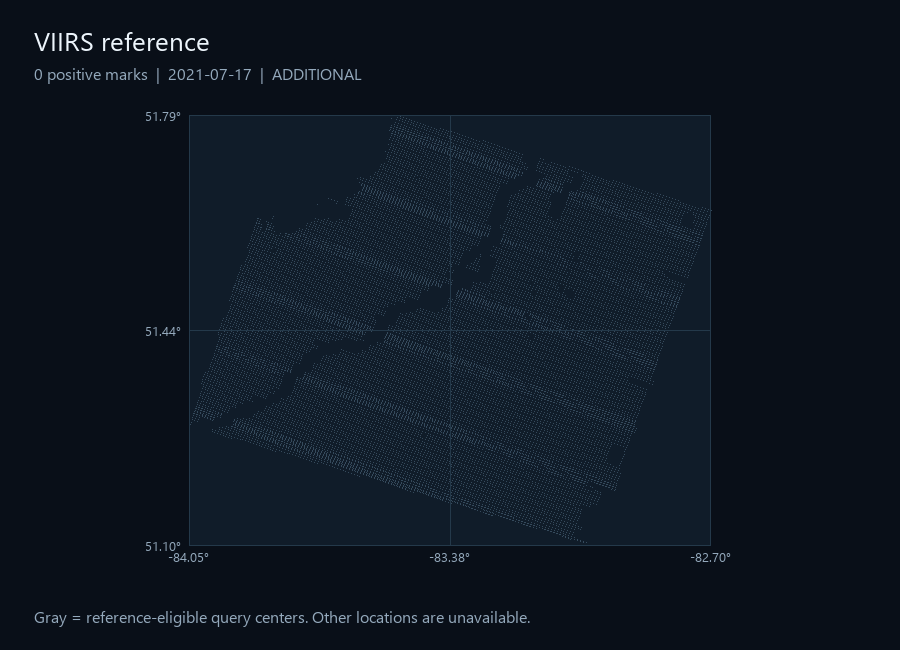 VIIRS reference
0 positive marks | 2021-07-17 | ADDITIONAL
51.79°
51.44°
51.10°
-84.05°
-83.38°
-82.70°
Gray = reference-eligible query centers. Other locations are unavailable.